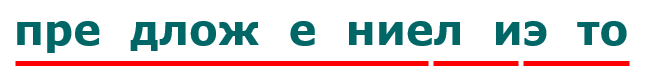 пре длож е ниел иэ то